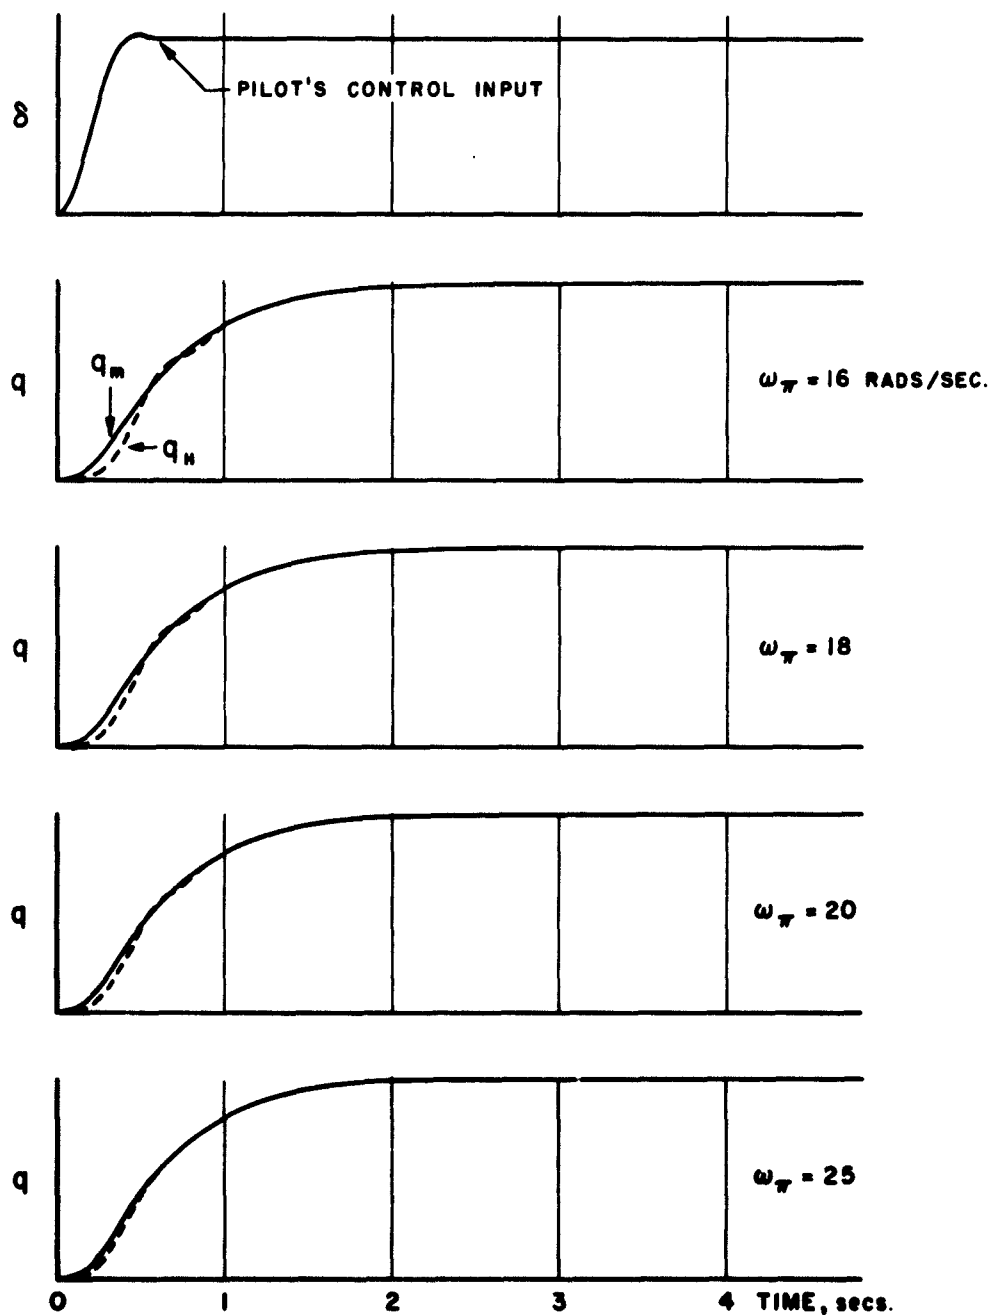 δ
PILOT'S CONTROL INPUT
q
qm
qH
ωπ = 16 RADS/SEC.
q
ωπ = 18
q
ωπ = 20
q
ωπ = 25
0 1 2 3 4 TIME, secs.